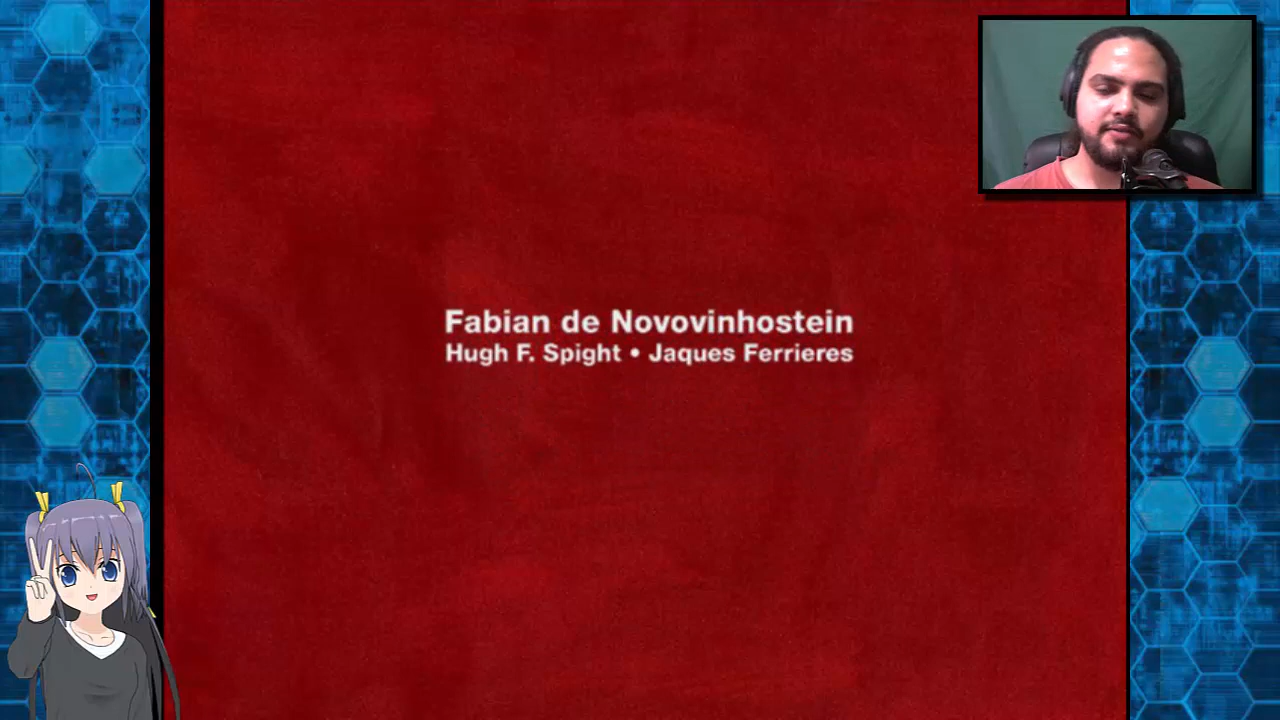 Fabian de Novovinhostein
Hugh F. Spight • Jaques Ferrieres